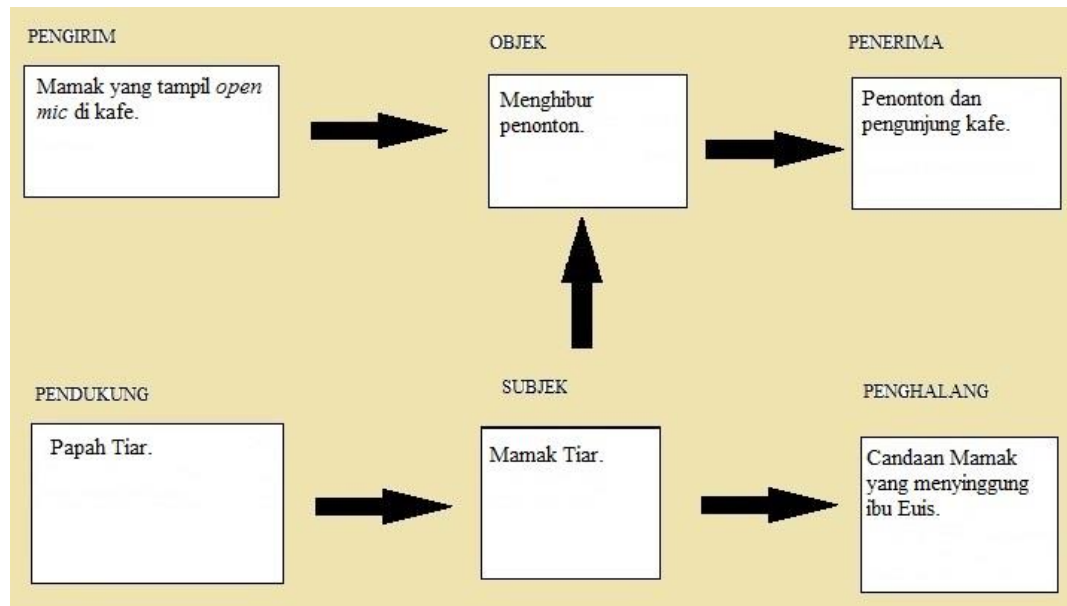 PENGIRIM
Mamak yang tampil open
mic di kafe.
OBJEK
Menghibur
penonton.
PENERIMA
Penonton dan
pengunjung kafe.
PENDUKUNG
Papah Tiar.
SUBJEK
Mamak Tiar.
PENGHALANG
Candaan Mamak
yang menyinggung
ibu Euis.